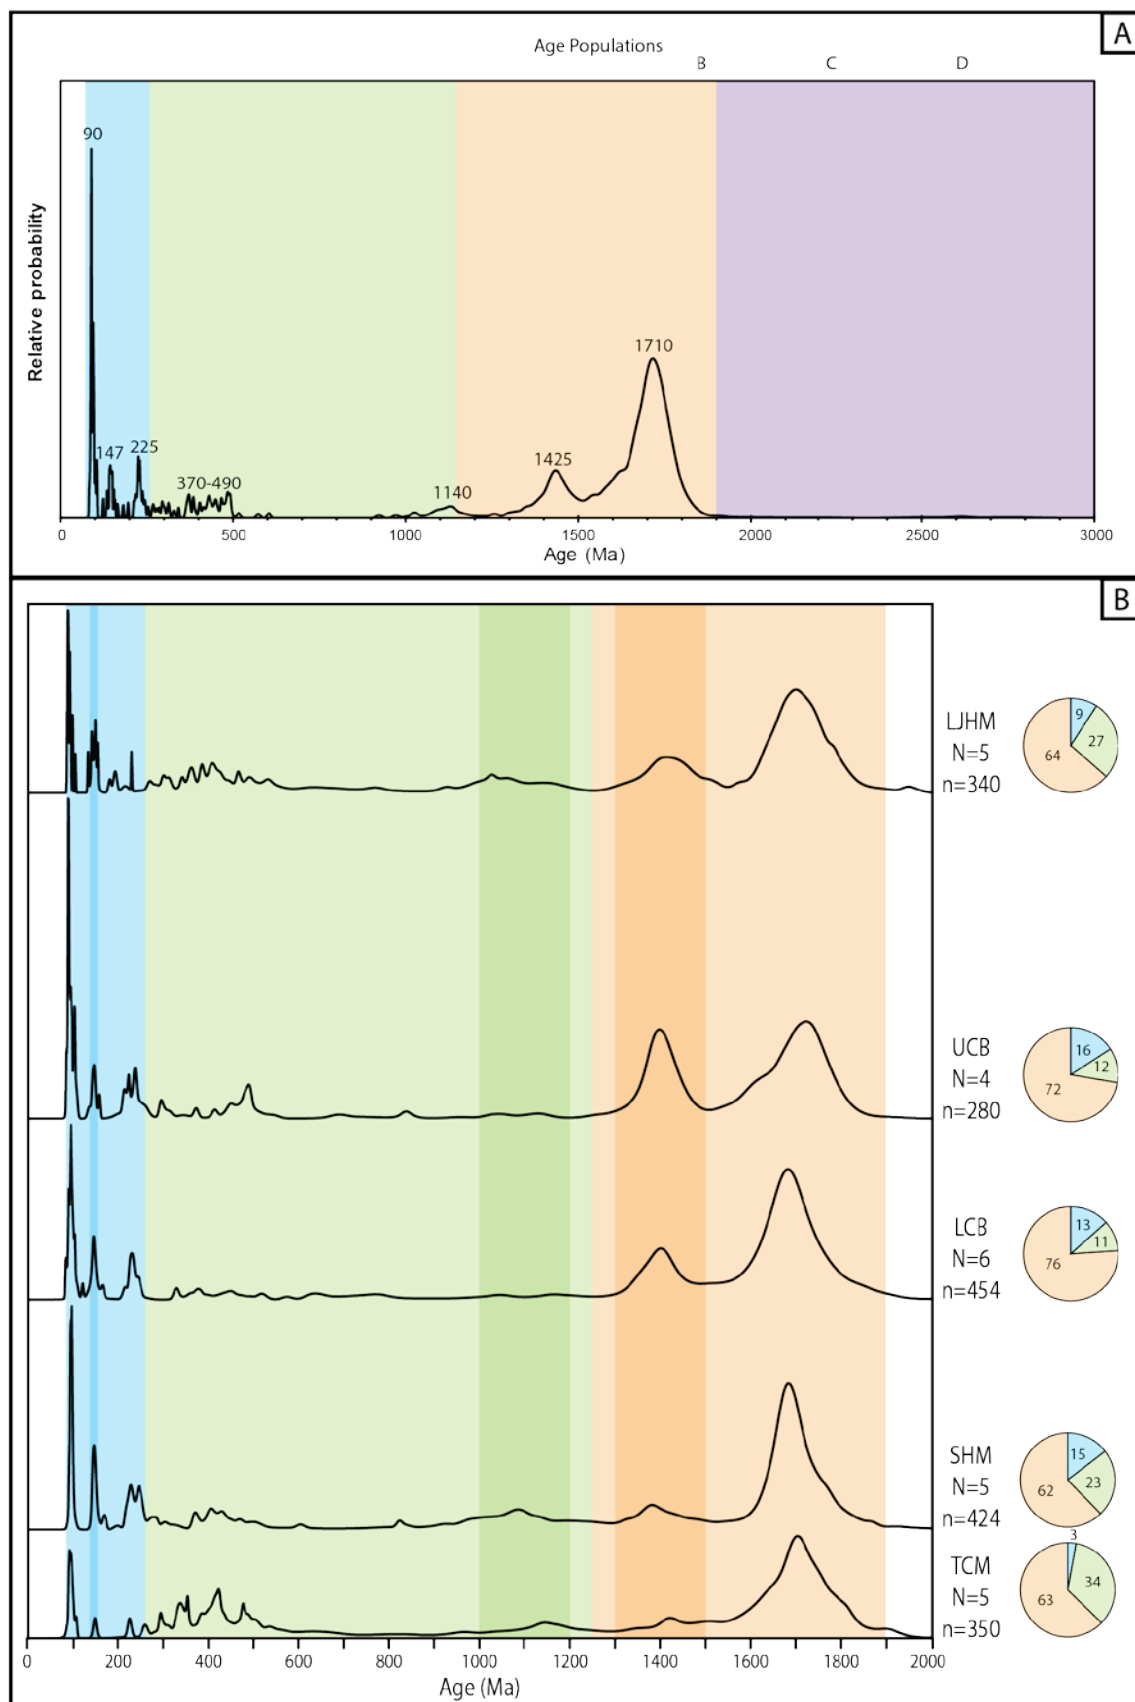 A
Age Populations
B C D
90
147
225
370-490
1140
1425
1710
Relative probability
0 500 1000 1500 2000 2500 3000
Age (Ma)
B
LJHM
N=5
n=340
9
27
64
UCB
N=4
n=280
16
12
72
LCB
N=6
n=454
13
11
76
SHM
N=5
n=424
15
23
62
TCM
N=5
n=350
3
34
63
0 200 400 600 800 1000 1200 1400 1600 1800 2000
Age (Ma)